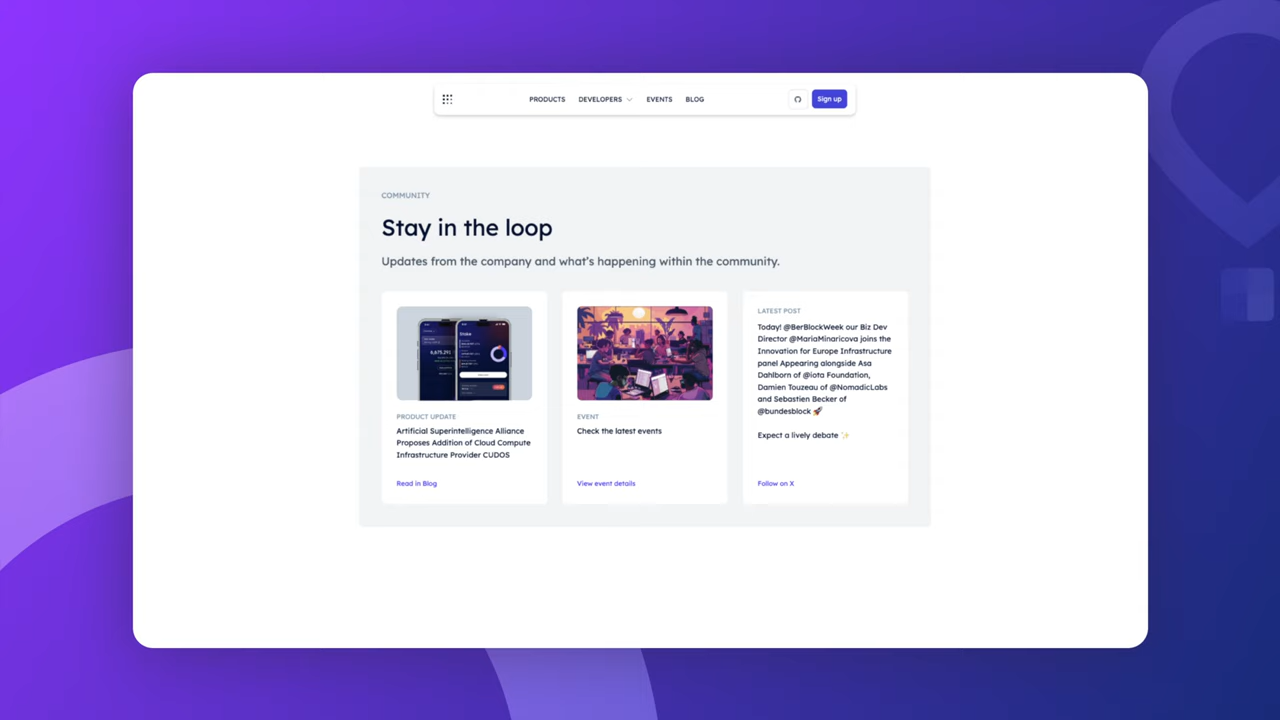 PRODUCTS DEVELOPERS EVENTS BLOG Sign up
COMMUNITY
Stay in the loop
Updates from the company and what's happening within the community.
PRODUCT UPDATE
Artificial Superintelligence Alliance
Proposes Addition of Cloud Compute
Infrastructure Provider CUDOS
Read in Blog
EVENT
Check the latest events
View event details
LATEST POST
Today! @BerBlockWeek our Biz Dev
Director @MariaMinaricova joins the
Innovation for Europe Infrastructure
panel Appearing alongside Asa
Dahlborn of @iota Foundation,
Damien Touzeau of @NomadicLabs
and Sebastien Becker of
@bundesblock 🚀
Expect a lively debate ✨
Follow on X